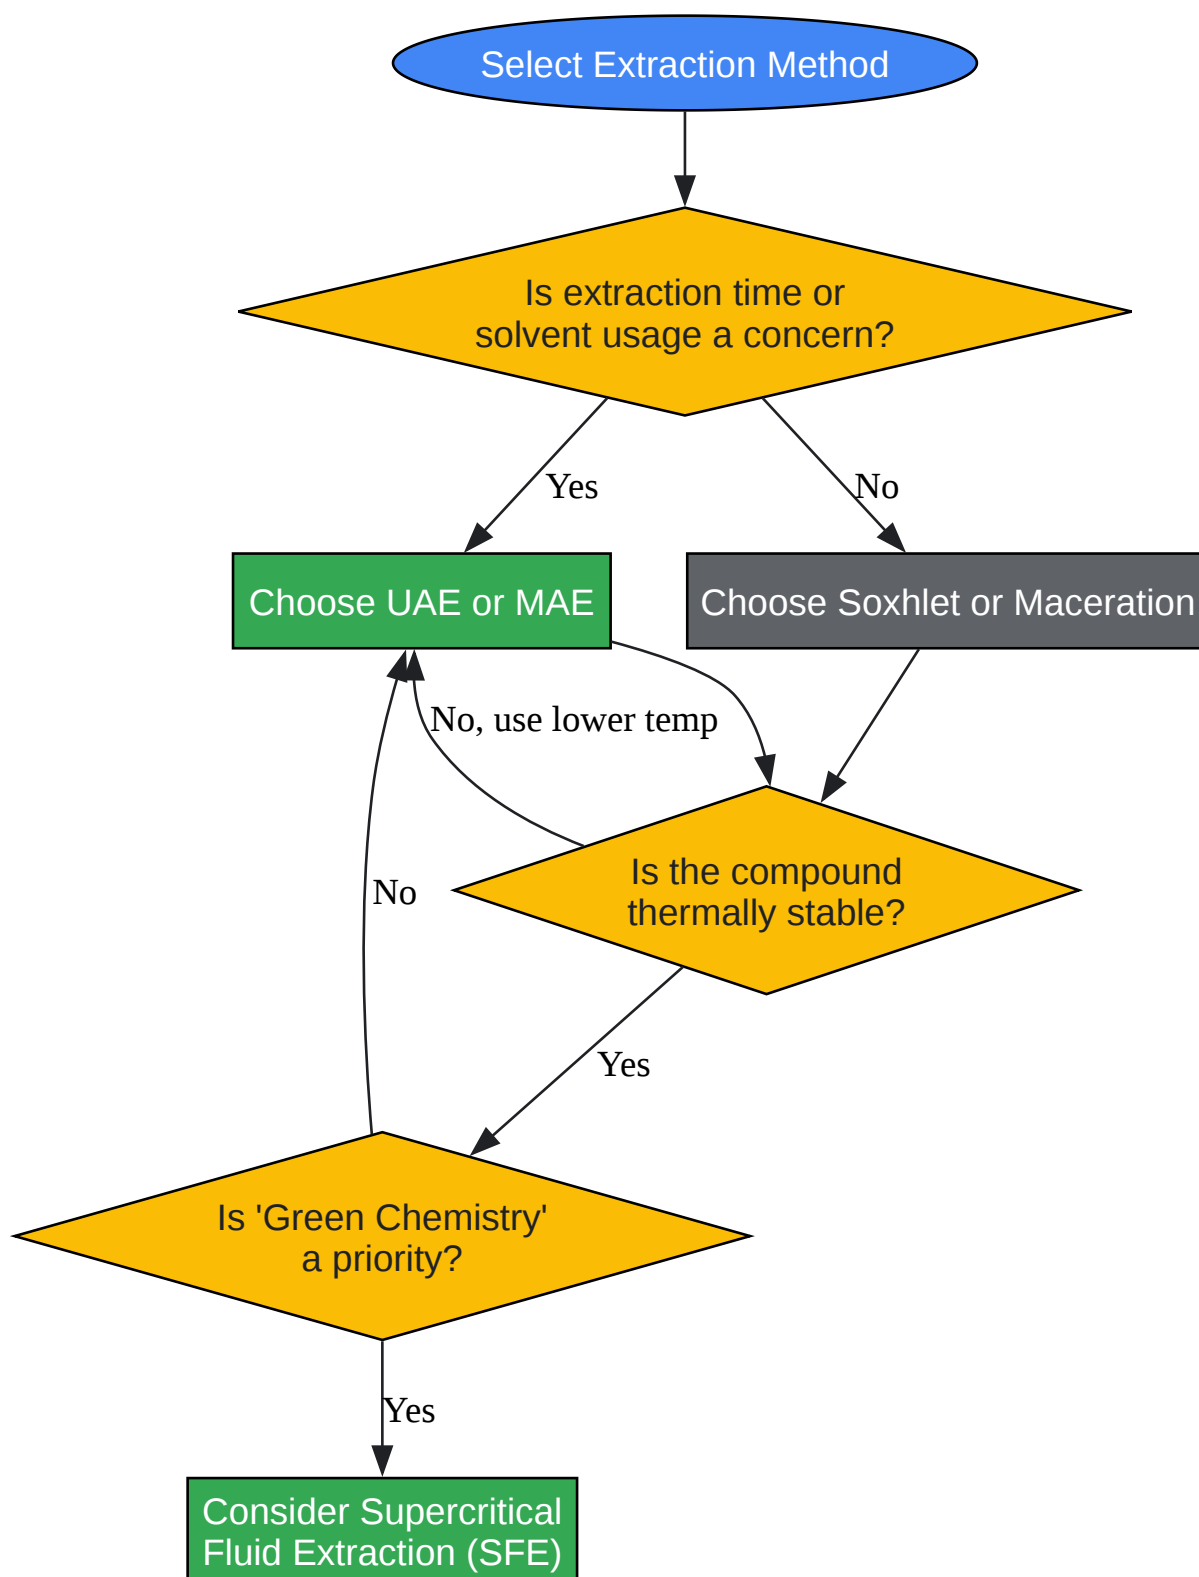 Select Extraction Method
Is extraction time or
solvent usage a concern?
Yes
No
Choose UAE or MAE
Choose Soxhlet or Maceration
No, use lower temp
Is the compound
thermally stable?
No
Yes
Is 'Green Chemistry'
a priority?
Yes
Consider Supercritical
Fluid Extraction (SFE)